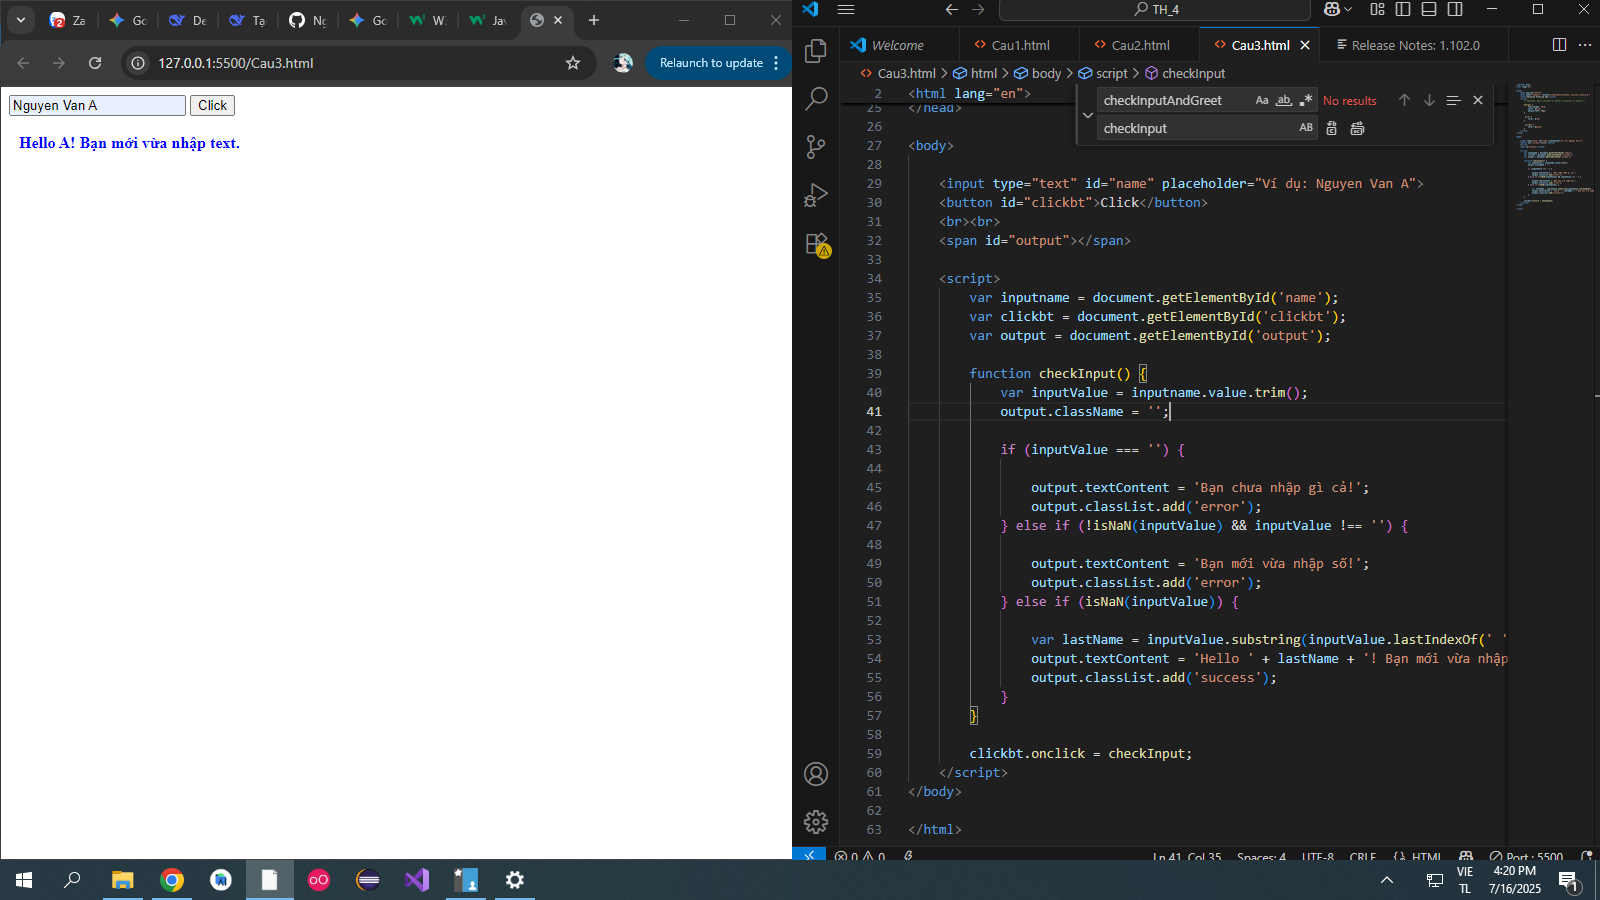 Za
Go
De
Tạ
Ng
Go
W
Ja
127.0.0.1:5500/Cau3.html
Relaunch to update
Nguyen Van A
Click
Hello A! Bạn mới vừa nhập text.
TH_4
Welcome
Cau1.html
Cau2.html
Cau3.html
Release Notes: 1.102.0
Cau3.html > html > body > script > checkInput
checkInputAndGreet
Aa
ab
No results
checkInput
AB
2 <html lang="en">
25 </head>
26
27 <body>
28
29 <input type="text" id="name" placeholder="Ví dụ: Nguyen Van A">
30 <button id="clickbt">Click</button>
31 <br><br>
32 <span id="output"></span>
33
34 <script>
35 var inputname = document.getElementById('name');
36 var clickbt = document.getElementById('clickbt');
37 var output = document.getElementById('output');
38
39 function checkInput() {
40 var inputValue = inputname.value.trim();
41 output.className = '';
42
43 if (inputValue === '') {
44
45 output.textContent = 'Bạn chưa nhập gì cả!';
46 output.classList.add('error');
47 } else if (!isNaN(inputValue) && inputValue !== '') {
48
49 output.textContent = 'Bạn mới vừa nhập số!';
50 output.classList.add('error');
51 } else if (isNaN(inputValue)) {
52
53 var lastName = inputValue.substring(inputValue.lastIndexOf(' '
54 output.textContent = 'Hello ' + lastName + '! Bạn mới vừa nhập
55 output.classList.add('success');
56 }
57 }
58
59 clickbt.onclick = checkInput;
60 </script>
61 </body>
62
63 </html>
0 0
Ln 41, Col 35
Spaces: 4
UTF-8
CRLF
{} HTML
Port : 5500
VIE
TL
4:20 PM
7/16/2025
1